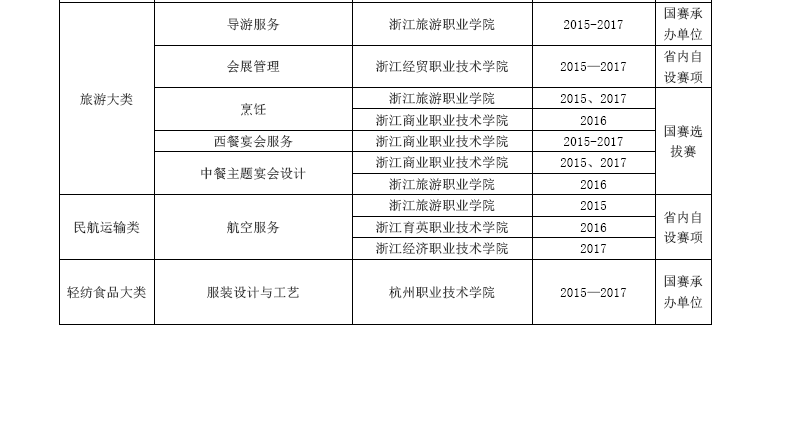 旅游大类
导游服务
浙江旅游职业学院
2015-2017
国赛承
办单位
会展管理
浙江经贸职业技术学院
2015—2017
省内自
设赛项
烹饪
浙江旅游职业学院
2015、2017
浙江商业职业技术学院
2016
国赛选
拔赛
西餐宴会服务
浙江商业职业技术学院
2015-2017
中餐主题宴会设计
浙江商业职业技术学院
2015、2017
浙江旅游职业学院
2016
民航运输类
航空服务
浙江旅游职业学院
2015
浙江育英职业技术学院
2016
浙江经济职业技术学院
2017
省内自
设赛项
轻纺食品大类
服装设计与工艺
杭州职业技术学院
2015—2017
国赛承
办单位